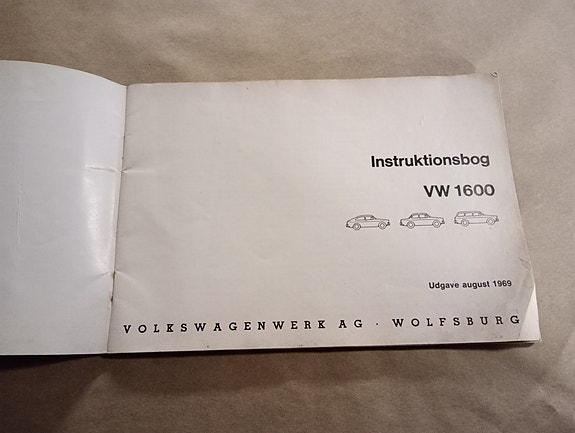 Instruktionsbog
VW 1600
Udgave august 1969
VOLKSWAGENWERK AG · WOLFSBURG